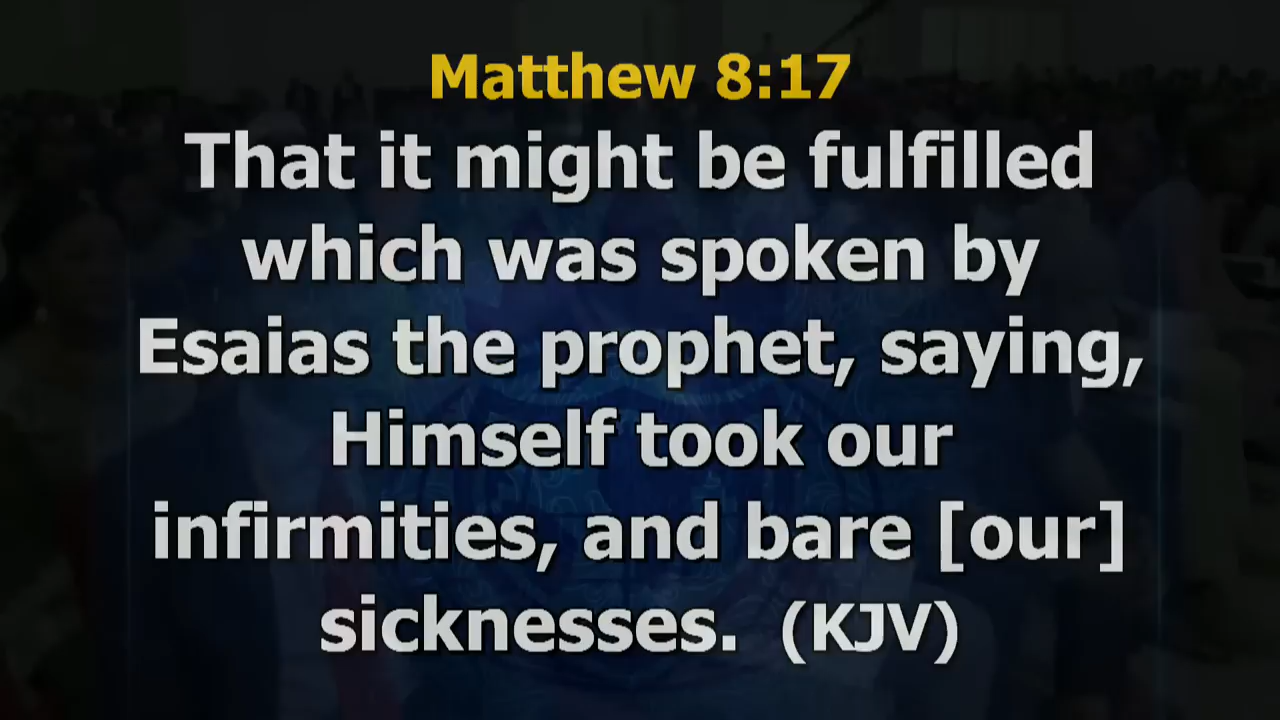 Matthew 8:17
That it might be fulfilled
which was spoken by
Esaias the prophet, saying,
Himself took our
infirmities, and bare [our]
sicknesses. (KJV)